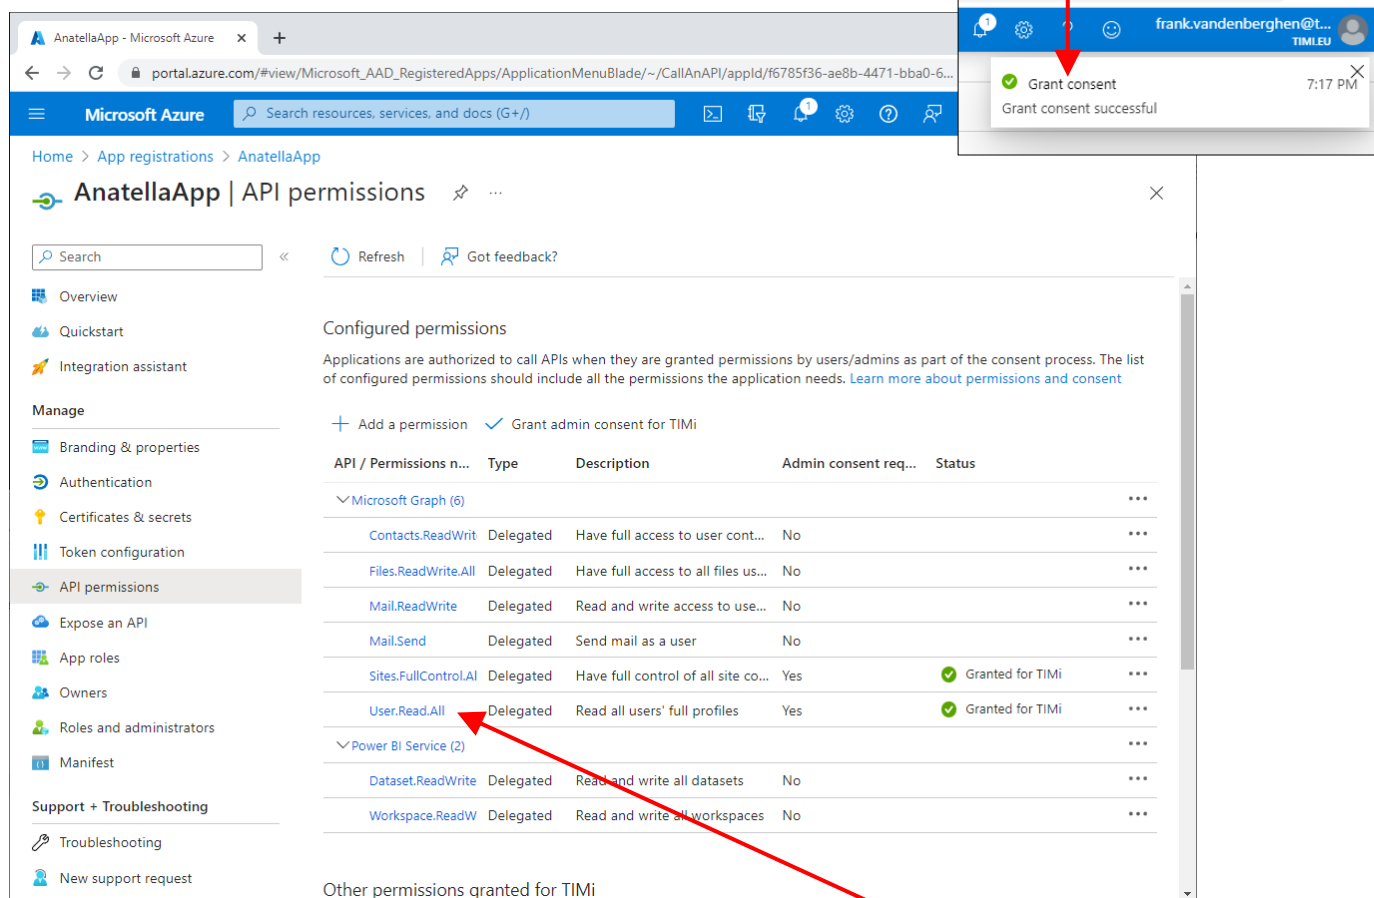 AnatellaApp - Microsoft Azure
portal.azure.com/#view/Microsoft_AAD_RegisteredApps/ApplicationMenuBlade/~/CallAnAPI/appId/f6785f36-ae8b-4471-bba0-6...
1
frank.vandenberghen@t...
TIMI.EU
Grant consent 7:17 PM
Grant consent successful
Microsoft Azure
Search resources, services, and docs (G+/)
1
Home > App registrations > AnatellaApp
AnatellaApp | API permissions ...
Search
Refresh
Got feedback?
Overview
Quickstart
Integration assistant
Manage
Branding & properties
Authentication
Certificates & secrets
Token configuration
API permissions
Expose an API
App roles
Owners
Roles and administrators
Manifest
Support + Troubleshooting
Troubleshooting
New support request
Configured permissions
Applications are authorized to call APIs when they are granted permissions by users/admins as part of the consent process. The list
of configured permissions should include all the permissions the application needs. Learn more about permissions and consent
Add a permission
Grant admin consent for TIMi
API / Permissions n... Type Description Admin consent req... Status
Microsoft Graph (6)
Contacts.ReadWrit Delegated Have full access to user cont... No
Files.ReadWrite.All Delegated Have full access to all files us... No
Mail.ReadWrite Delegated Read and write access to use... No
Mail.Send Delegated Send mail as a user No
Sites.FullControl.Al Delegated Have full control of all site co... Yes Granted for TIMi
User.Read.All Delegated Read all users' full profiles Yes Granted for TIMi
Power BI Service (2)
Dataset.ReadWrite Delegated Read and write all datasets No
Workspace.ReadW Delegated Read and write all workspaces No
Other permissions granted for TIMi